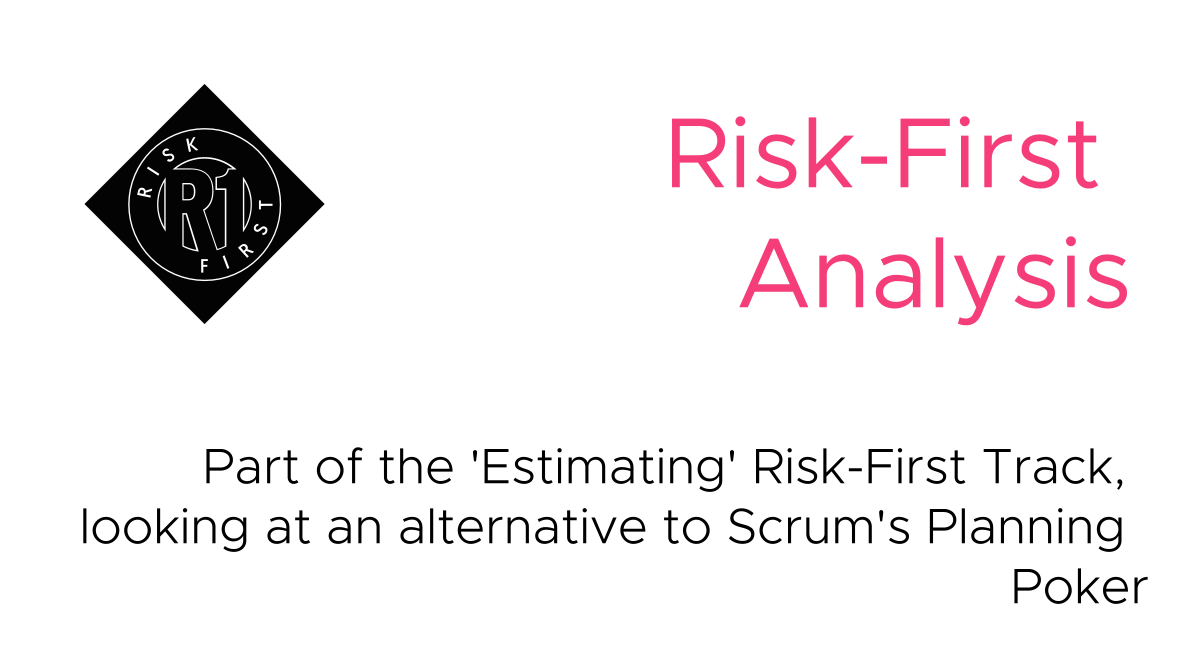 RISK
R1
FIRST
Risk-First
Analysis
Part of the 'Estimating' Risk-First Track,
looking at an alternative to Scrum's Planning
Poker